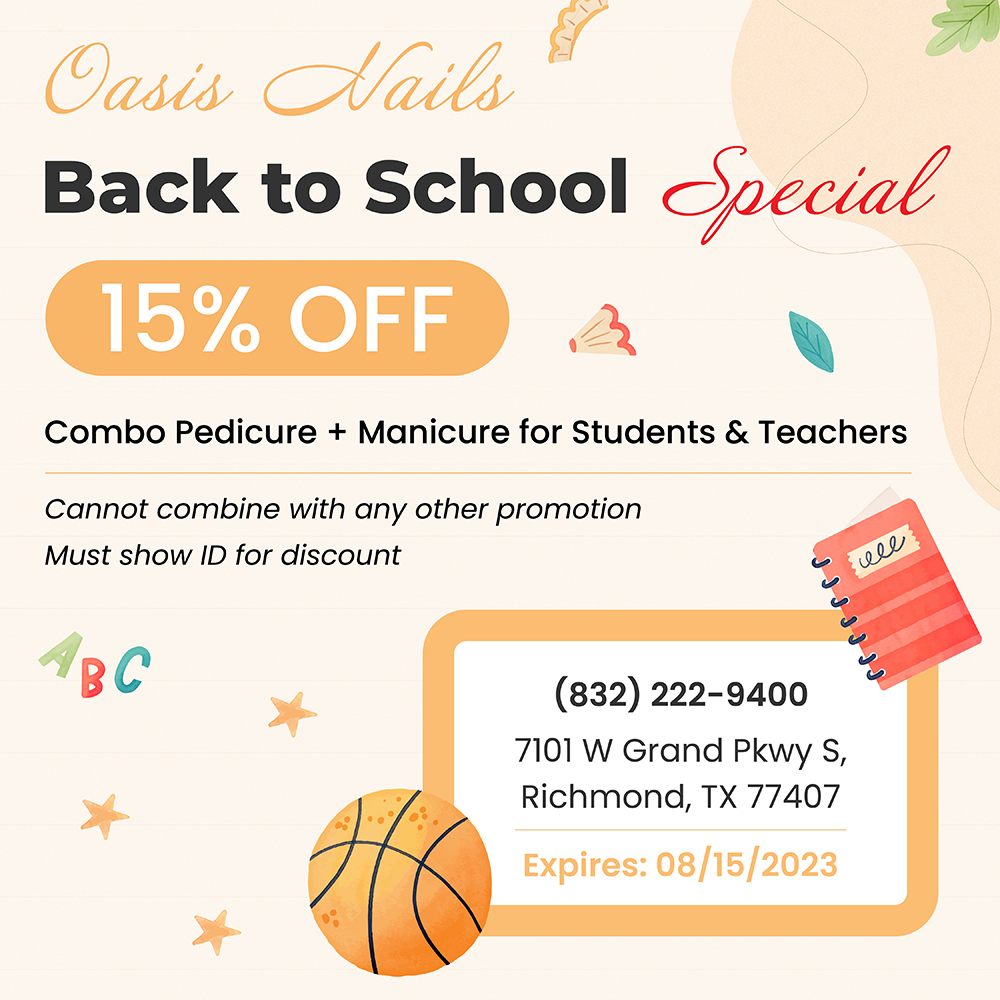 Oasis Nails
Back to School Special
15% OFF
Combo Pedicure + Manicure for Students & Teachers
Cannot combine with any other promotion
Must show ID for discount
ABC
(832) 222-9400
7101 W Grand Pkwy S,
Richmond, TX 77407
Expires: 08/15/2023